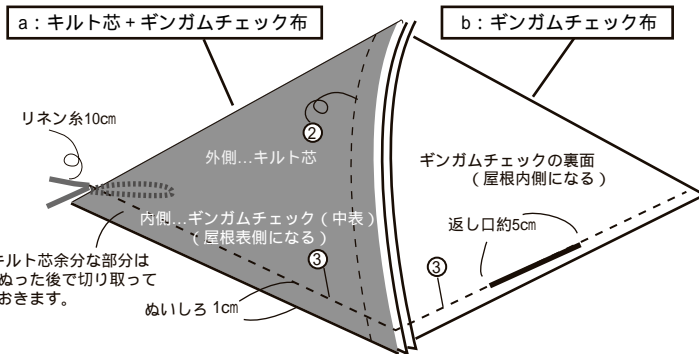 a：キルト芯＋ギンガムチェック布
b：ギンガムチェック布
リネン糸10cm
②
外側…キルト芯
ギンガムチェックの裏面
（屋根内側になる）
内側…ギンガムチェック（中表）
（屋根表側になる）
返し口約5cm
③
③
キルト芯余分な部分は
ぬった後で切り取って
おきます。
ぬいしろ 1cm